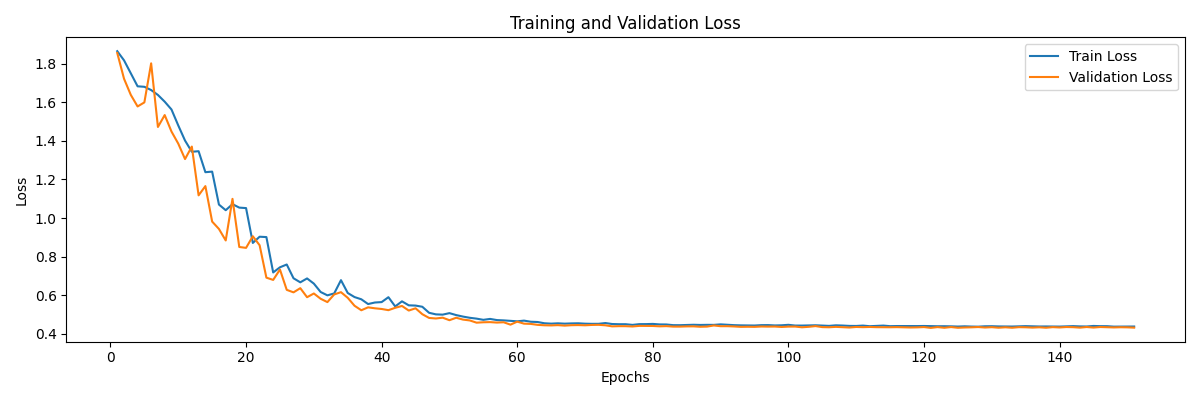 Training and Validation Loss
Train Loss
Validation Loss
1.8
1.6
1.4
1.2
1.0
0.8
0.6
0.4
Loss
0 20 40 60 80 100 120 140
Epochs